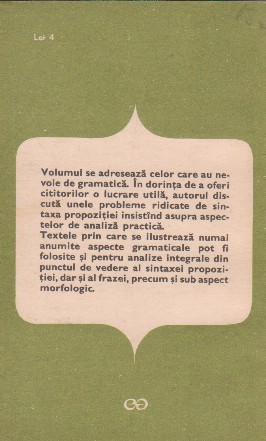 Lei 4
Volumul se adresează celor care au ne-
voie de gramatică. În dorința de a oferi
cititorilor o lucrare utilă, autorul dis-
cută unele probleme ridicate de sin-
taxa propoziției insistînd asupra aspec-
telor de analiză practică.
Textele prin care se ilustrează numai
anumite aspecte gramaticale pot fi
folosite și pentru analize integrale din
punctul de vedere al sintaxei propozi-
ției, dar și al frazei, precum și sub aspect
morfologic.